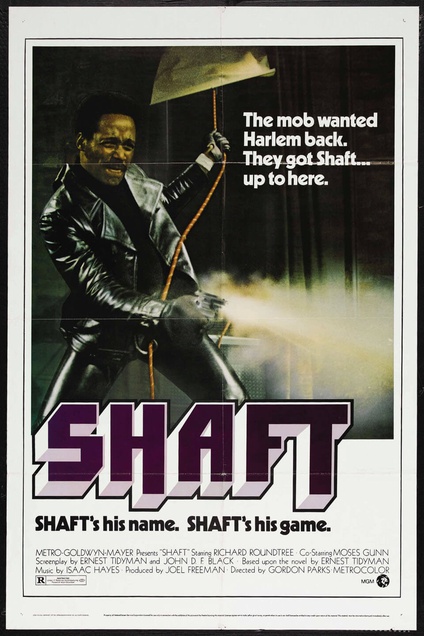 The mob wanted
Harlem back.
They got Shaft...
up to here.
SHAFT
SHAFT's his name. SHAFT's his game.
METRO-GOLDWYN-MAYER Presents "SHAFT" Starring RICHARD ROUNDTREE · Co-Starring MOSES GUNN
Screenplay by ERNEST TIDYMAN and JOHN D. F. BLACK · Based upon the novel by ERNEST TIDYMAN
Music by ISAAC HAYES · Produced by JOEL FREEMAN · Directed by GORDON PARKS · METROCOLOR
R
MGM